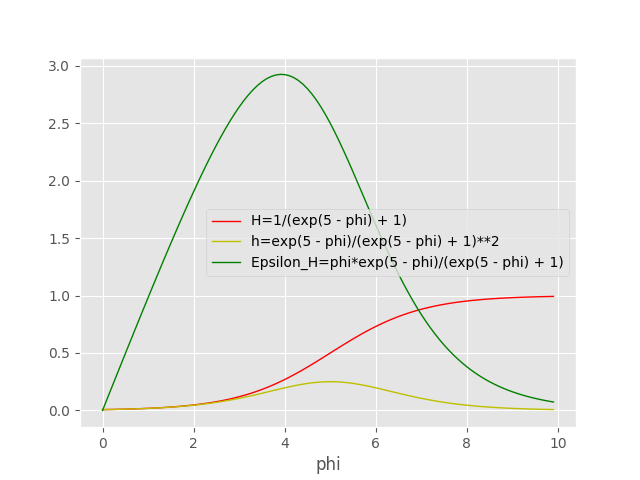 3.0
2.5
2.0
1.5
1.0
0.5
0.0
H=1/(exp(5 - phi) + 1)
h=exp(5 - phi)/(exp(5 - phi) + 1)**2
Epsilon_H=phi*exp(5 - phi)/(exp(5 - phi) + 1)
0 2 4 6 8 10
phi